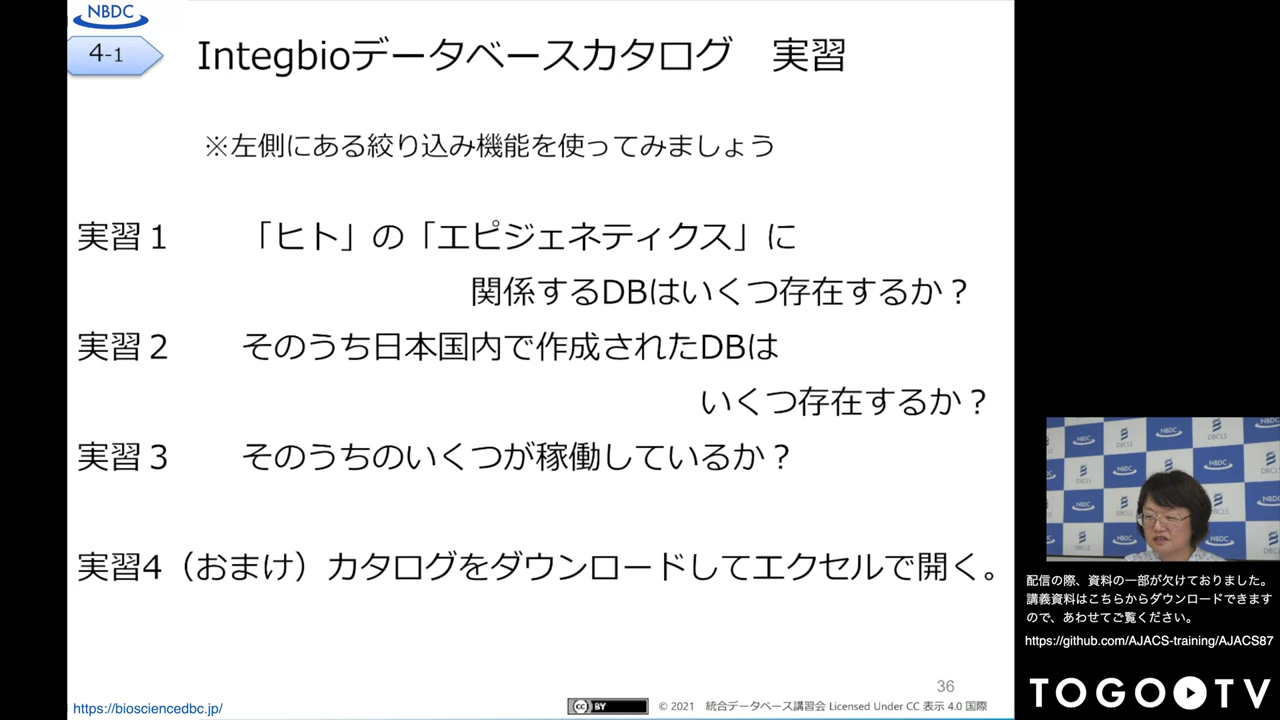 NBDC
4-1
Integbioデータベースカタログ　実習
※左側にある絞り込み機能を使ってみましょう
実習１　「ヒト」の「エピジェネティクス」に
関係するDBはいくつ存在するか？
実習２　そのうち日本国内で作成されたDBは
いくつ存在するか？
実習３　そのうちのいくつが稼働しているか？
実習4（おまけ）カタログをダウンロードしてエクセルで開く。
36
https://biosciencedbc.jp/
CC BY
© 2021　統合データベース講習会 Licensed Under CC 表示 4.0 国際
NBDC
DBCLS
配信の際、資料の一部が欠けておりました。
講義資料はこちらからダウンロードできますので、あわせてご覧ください。
https://github.com/AJACS-training/AJACS87
TOGO TV